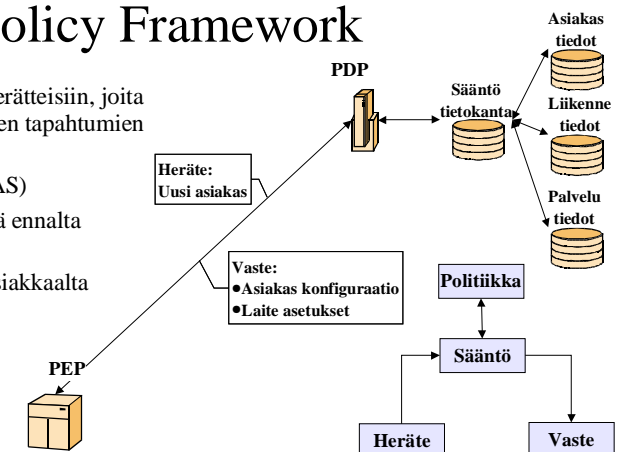 olicy Framework
erätteisiin, joita
en tapahtumien
AS)
ä ennalta
siakkaalta
PDP
Sääntö
tietokanta
Asiakas
tiedot
Liikenne
tiedot
Palvelu
tiedot
Heräte:
Uusi asiakas
Vaste:
•Asiakas konfiguraatio
•Laite asetukset
PEP
Politiikka
Sääntö
Heräte
Vaste